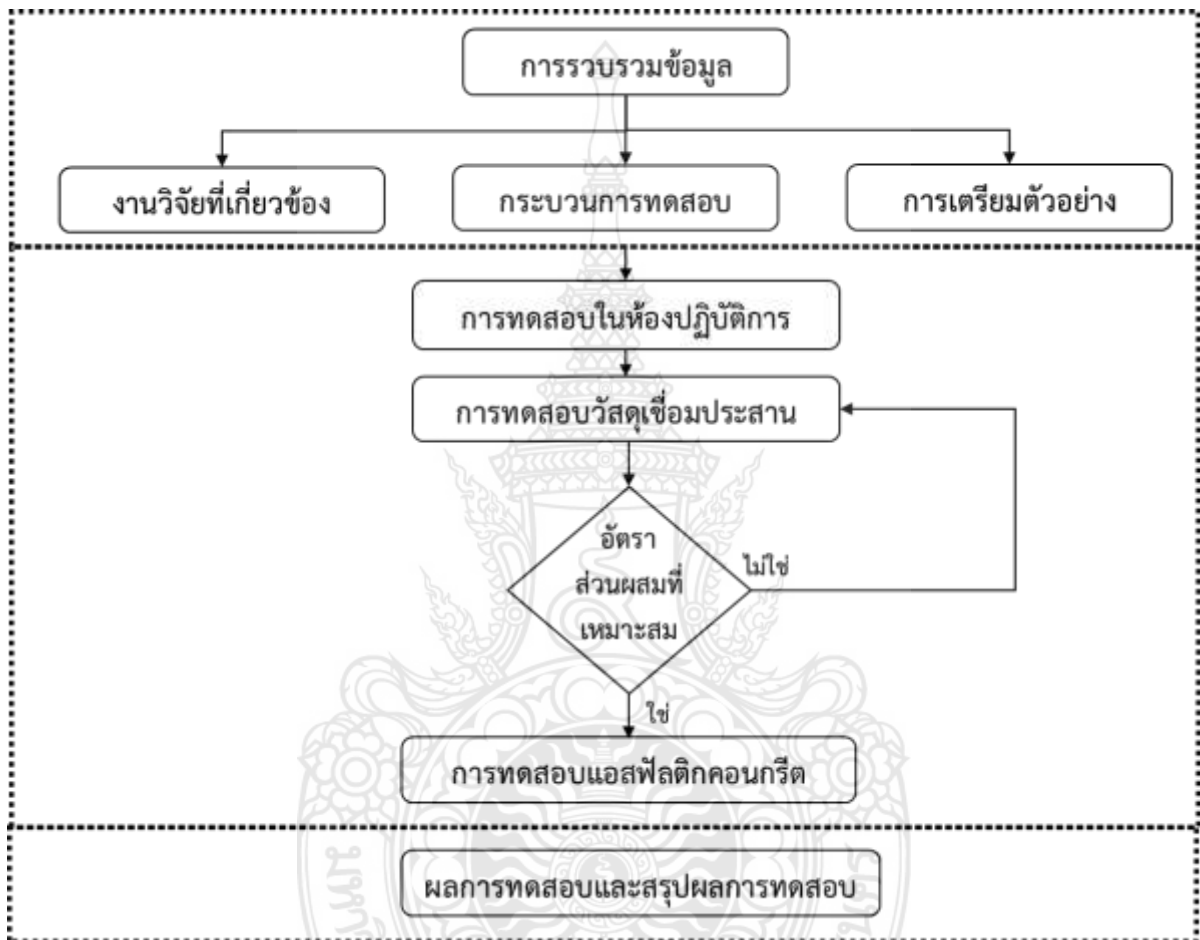 การรวบรวมข้อมูล
งานวิจัยที่เกี่ยวข้อง
กระบวนการทดสอบ
การเตรียมตัวอย่าง
การทดสอบในห้องปฏิบัติการ
การทดสอบวัสดุเชื่อมประสาน
อัตรา
ส่วนผสมที่
เหมาะสม
ไม่ใช่
ใช่
การทดสอบแอสฟัลติกคอนกรีต
ผลการทดสอบและสรุปผลการทดสอบ